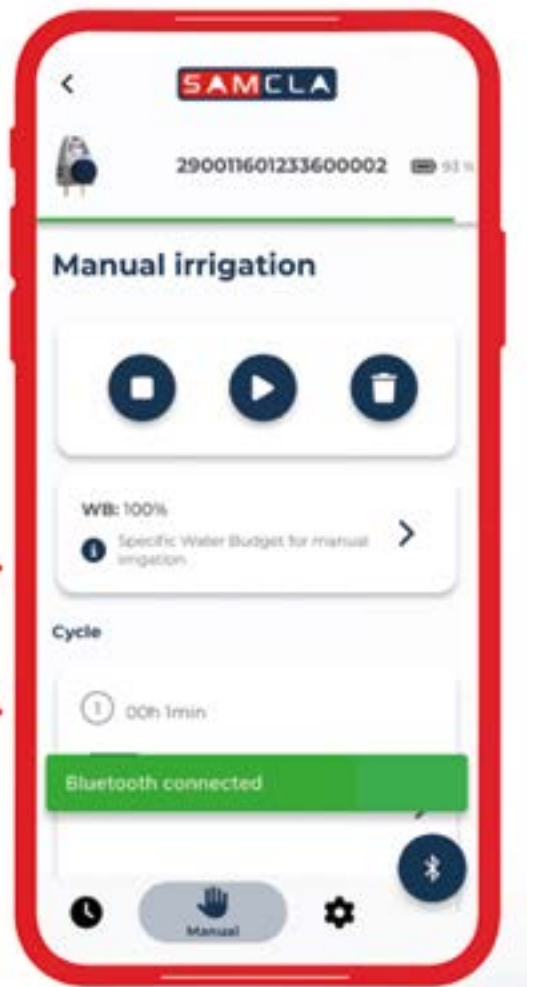 SAMCLA
290011601233600002 93 %
Manual irrigation
WB: 100%
Specific Water Budget for manual
irrigation
Cycle
1 00h 1min
Bluetooth connected
Manual